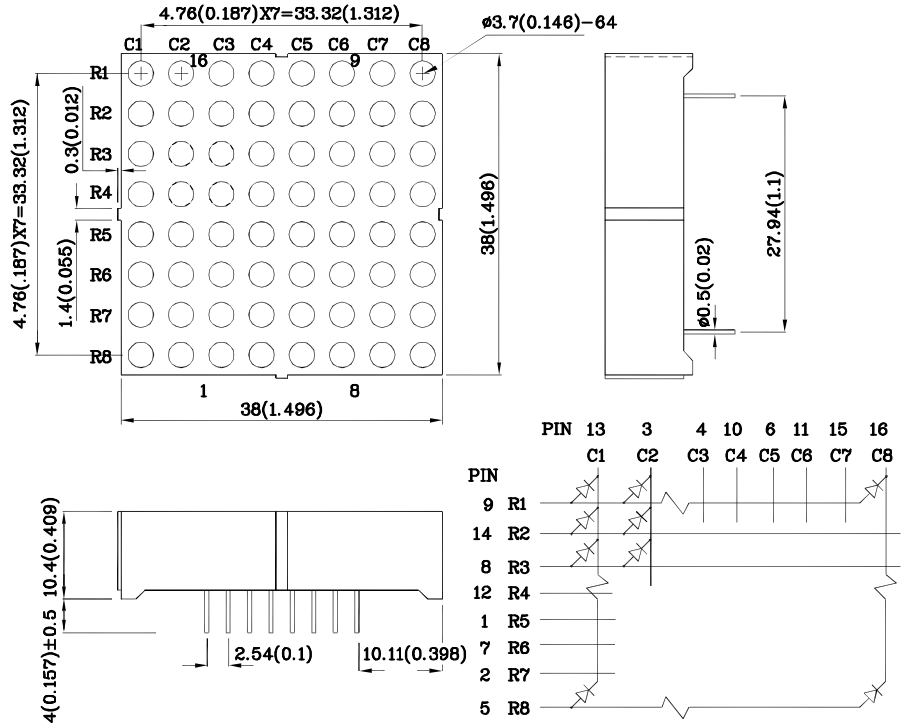 4.76(0.187)X7=33.32(1.312)
ø3.7(0.146)-64
C1 C2 C3 C4 C5 C6 C7 C8
16 9
R1
R2
R3
R4
R5
R6
R7
R8
4.76(.187)X7=33.32(1.312)
0.3(0.012)
1.4(0.055)
38(1.496)
1 8
38(1.496)
ø0.5(0.02)
27.94(1.1)
10.4(0.409)
4(0.157)±0.5
2.54(0.1)
10.11(0.398)
PIN 13 3 4 10 6 11 15 16
C1 C2 C3 C4 C5 C6 C7 C8
PIN
9 R1
14 R2
8 R3
12 R4
1 R5
7 R6
2 R7
5 R8